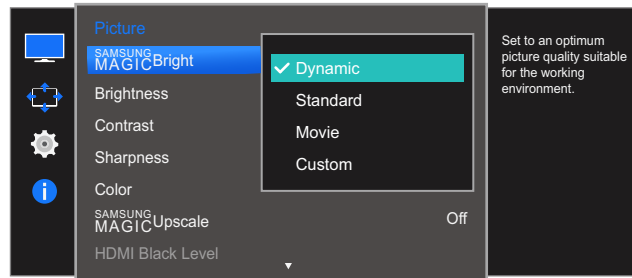 Picture
SAMSUNG
MAGICBright
Brightness
Contrast
Sharpness
Color
SAMSUNG
MAGICUpscale Off
HDMI Black Level
Dynamic
Standard
Movie
Custom
Set to an optimum
picture quality suitable
for the working
environment.